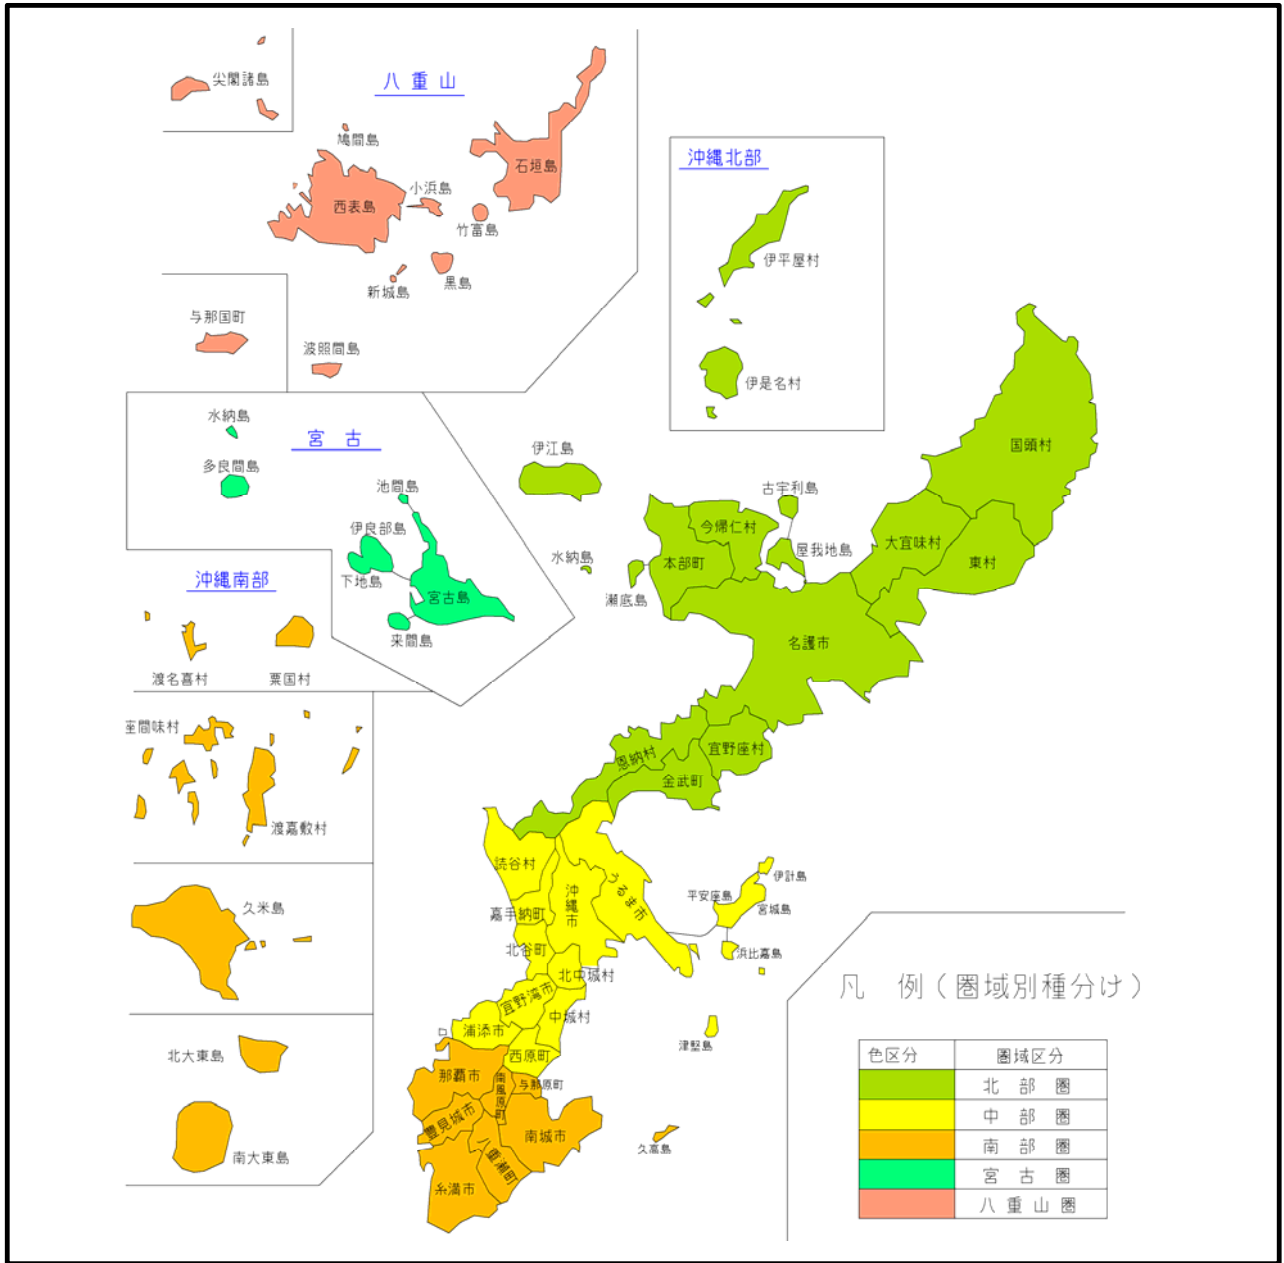 尖閣諸島
八重山
鳩間島
石垣島
小浜島
西表島
竹富島
黒島
新城島
与那国町
波照間島
沖縄北部
伊平屋村
伊是名村
水納島
宮古
多良間島
池間島
伊良部島
下地島
宮古島
来間島
伊江島
国頭村
古宇利島
今帰仁村
大宜味村
屋我地島
水納島
本部町
東村
瀬底島
名護市
沖縄南部
渡名喜村
粟国村
座間味村
渡嘉敷村
恩納村
宜野座村
金武町
読谷村
沖縄市
うるま市
伊計島
平安座島
宮城島
嘉手納町
久米島
北谷町
浜比嘉島
北中城村
宜野湾市
中城村
浦添市
津堅島
西原町
北大東島
那覇市
南風原町
与那原町
豊見城市
南城市
久高島
南大東島
八重瀬町
糸満市
凡 例(圏域別種分け)
色区分 圏域区分
北部圏
中部圏
南部圏
宮古圏
八重山圏